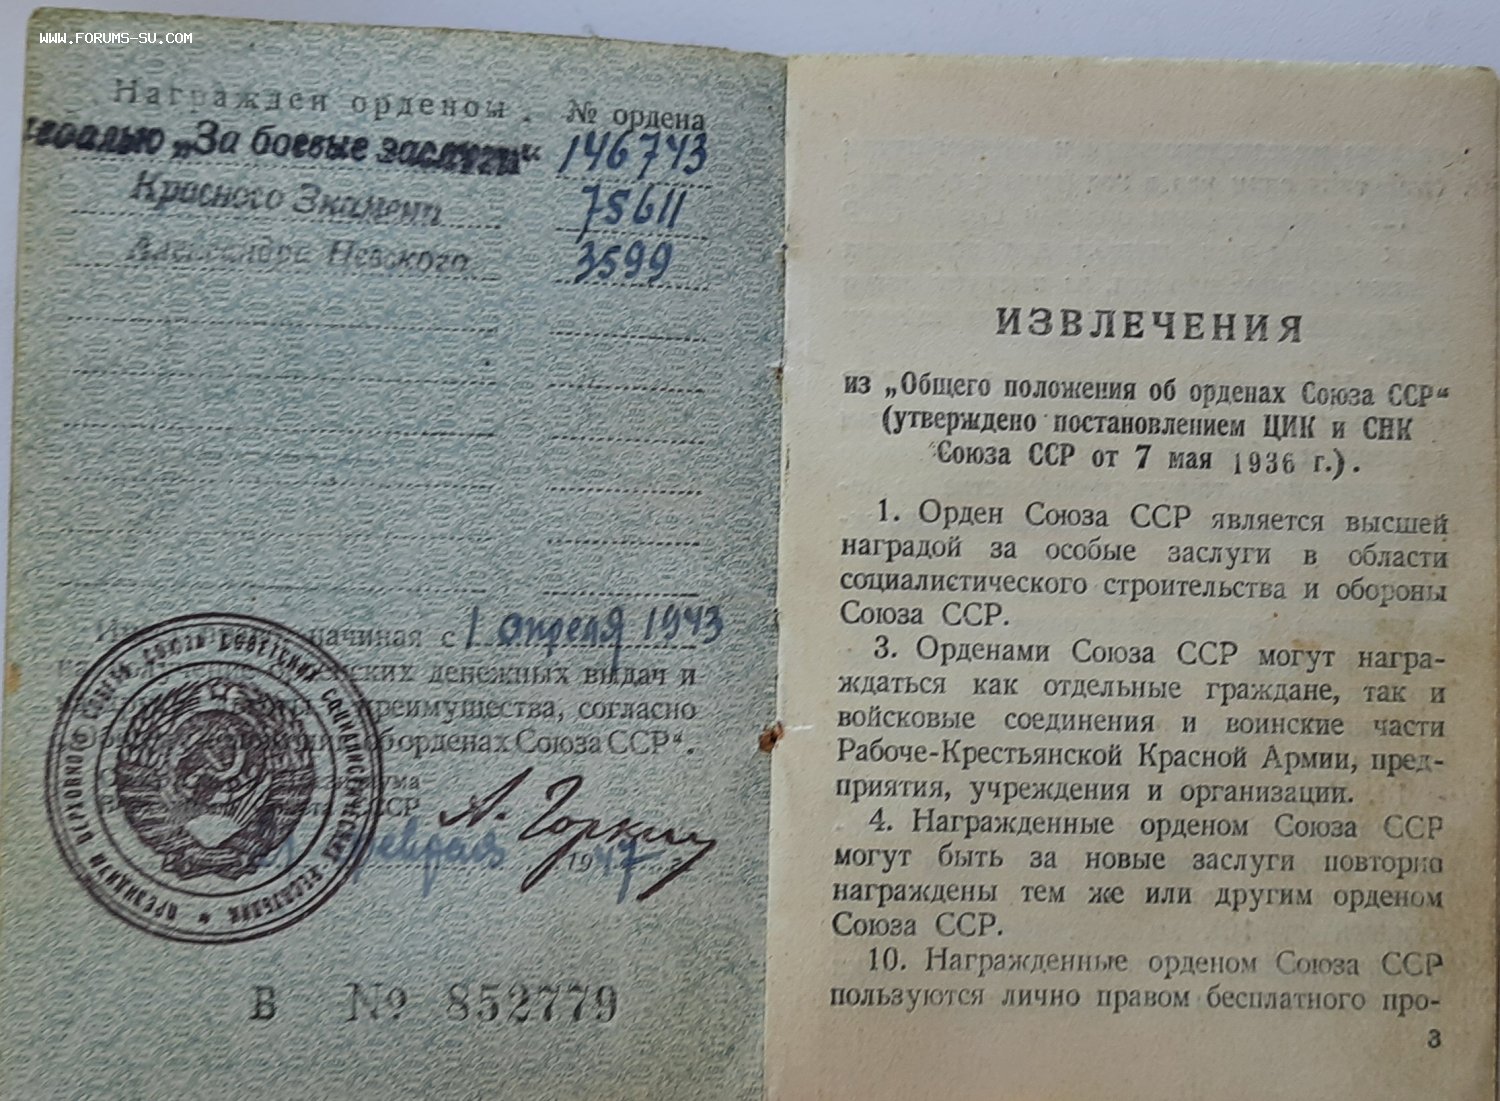 WWW.FORUMS-SU.COM
Награжден орденом. № ордена
„За боевые заслуги“ 146743
Красного Знамени 75611
Александра Невского 3599
начиная с 1 апреля 1943
денежных выдач и
преимущества, согласно
об орденах Союза ССР“.
ССР А. Горкин
февраля 1947 г.
В № 852779
ИЗВЛЕЧЕНИЯ
из „Общего положения об орденах Союза ССР“
(утверждено постановлением ЦИК и СНК
Союза ССР от 7 мая 1936 г.).
1. Орден Союза ССР является высшей
наградой за особые заслуги в области
социалистического строительства и обороны
Союза ССР.
3. Орденами Союза ССР могут награ-
ждаться как отдельные граждане, так и
войсковые соединения и воинские части
Рабоче-Крестьянской Красной Армии, пред-
приятия, учреждения и организации.
4. Награжденные орденом Союза ССР
могут быть за новые заслуги повторно
награждены тем же или другим орденом
Союза ССР.
10. Награжденные орденом Союза ССР
пользуются лично правом бесплатного про-
3